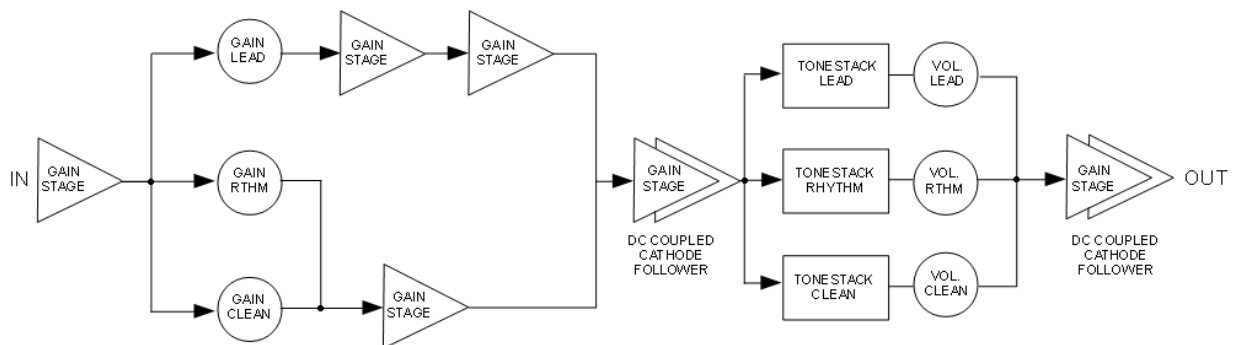 GAIN
LEAD
GAIN
STAGE
GAIN
STAGE
TONESTACK
LEAD
VOL.
LEAD
IN
GAIN
STAGE
GAIN
RTHM
GAIN
STAGE
TONESTACK
RHYTHM
VOL.
RTHM
GAIN
STAGE
OUT
DC COUPLED
CATHODE
FOLLOWER
DC COUPLED
CATHODE
FOLLOWER
GAIN
CLEAN
GAIN
STAGE
TONESTACK
CLEAN
VOL.
CLEAN